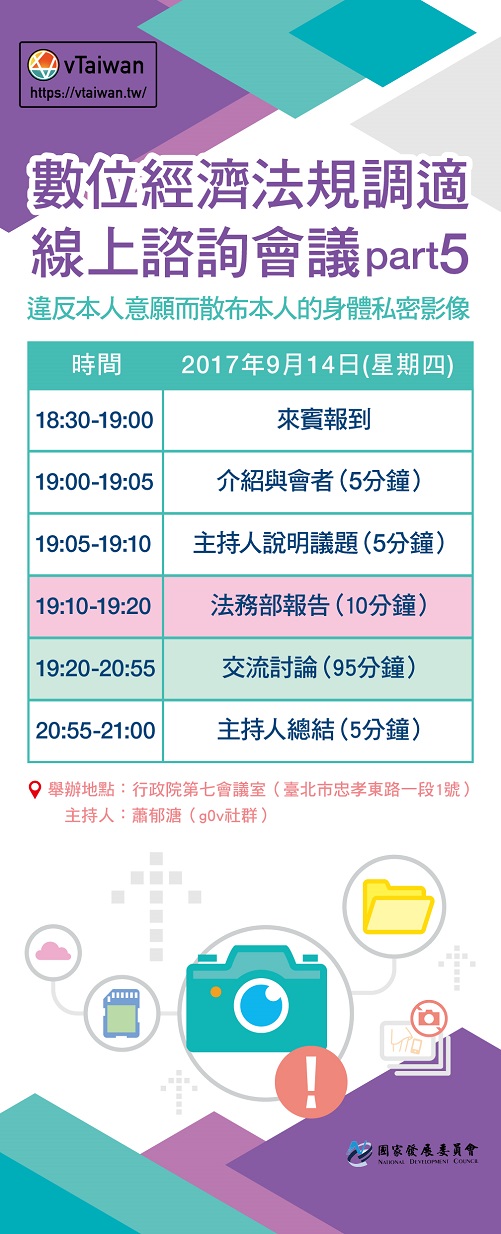 vTaiwan
https://vtaiwan.tw/
數位經濟法規調適
線上諮詢會議part5
違反本人意願而散布本人的身體私密影像
時間 2017年9月14日(星期四)
18:30-19:00 來賓報到
19:00-19:05 介紹與會者(5分鐘)
19:05-19:10 主持人說明議題(5分鐘)
19:10-19:20 法務部報告(10分鐘)
19:20-20:55 交流討論(95分鐘)
20:55-21:00 主持人總結(5分鐘)
舉辦地點：行政院第七會議室（臺北市忠孝東路一段1號）
主持人：蕭郁溏（g0v社群）
國家發展委員會
NATIONAL DEVELOPMENT COUNCIL